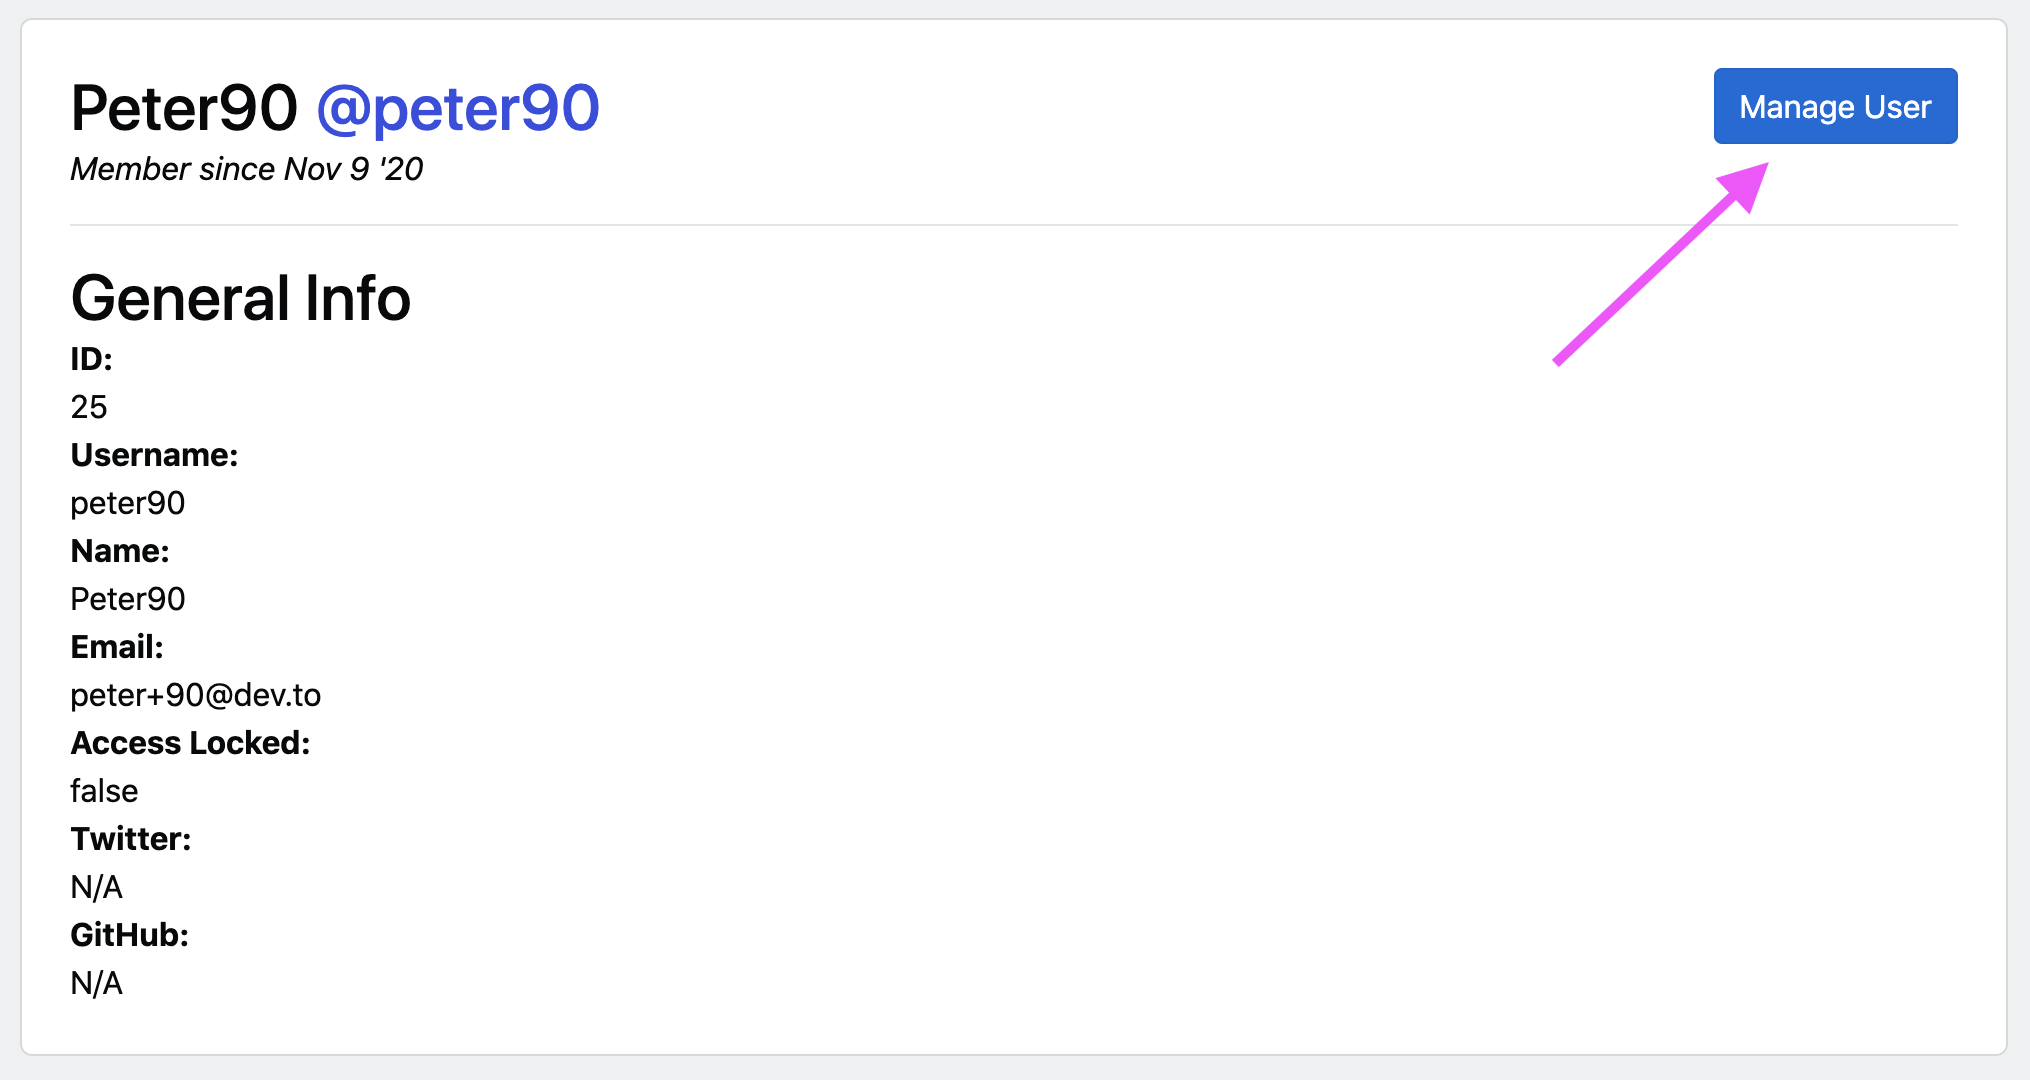 Peter90 @peter90
Manage User
Member since Nov 9 '20
General Info
ID:
25
Username:
peter90
Name:
Peter90
Email:
peter+90@dev.to
Access Locked:
false
Twitter:
N/A
GitHub:
N/A